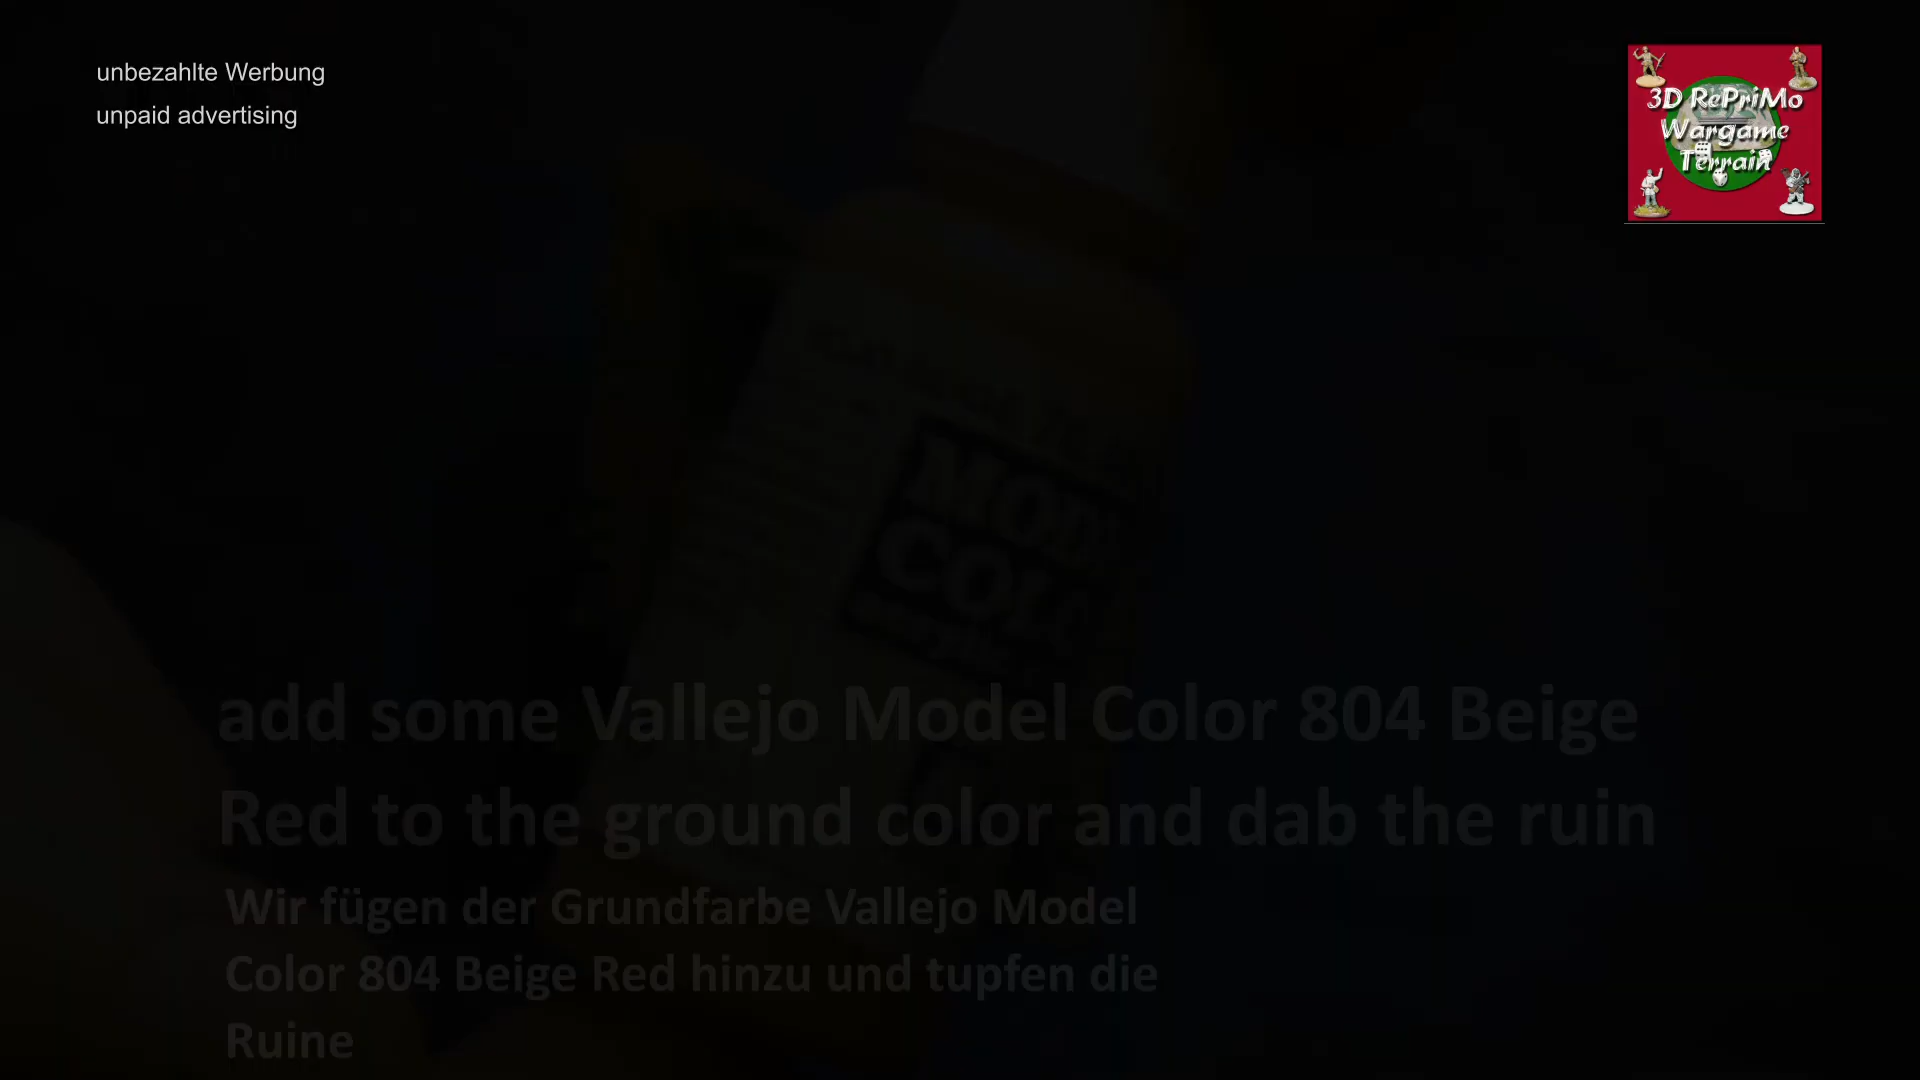 unbezahlte Werbung
unpaid advertising
3D RePriMo
Wargame
Terrain
MOD
COLO
add some Vallejo Model Color 804 Beige
Red to the ground color and dab the ruin
Wir fügen der Grundfarbe Vallejo Model
Color 804 Beige Red hinzu und tupfen die
Ruine